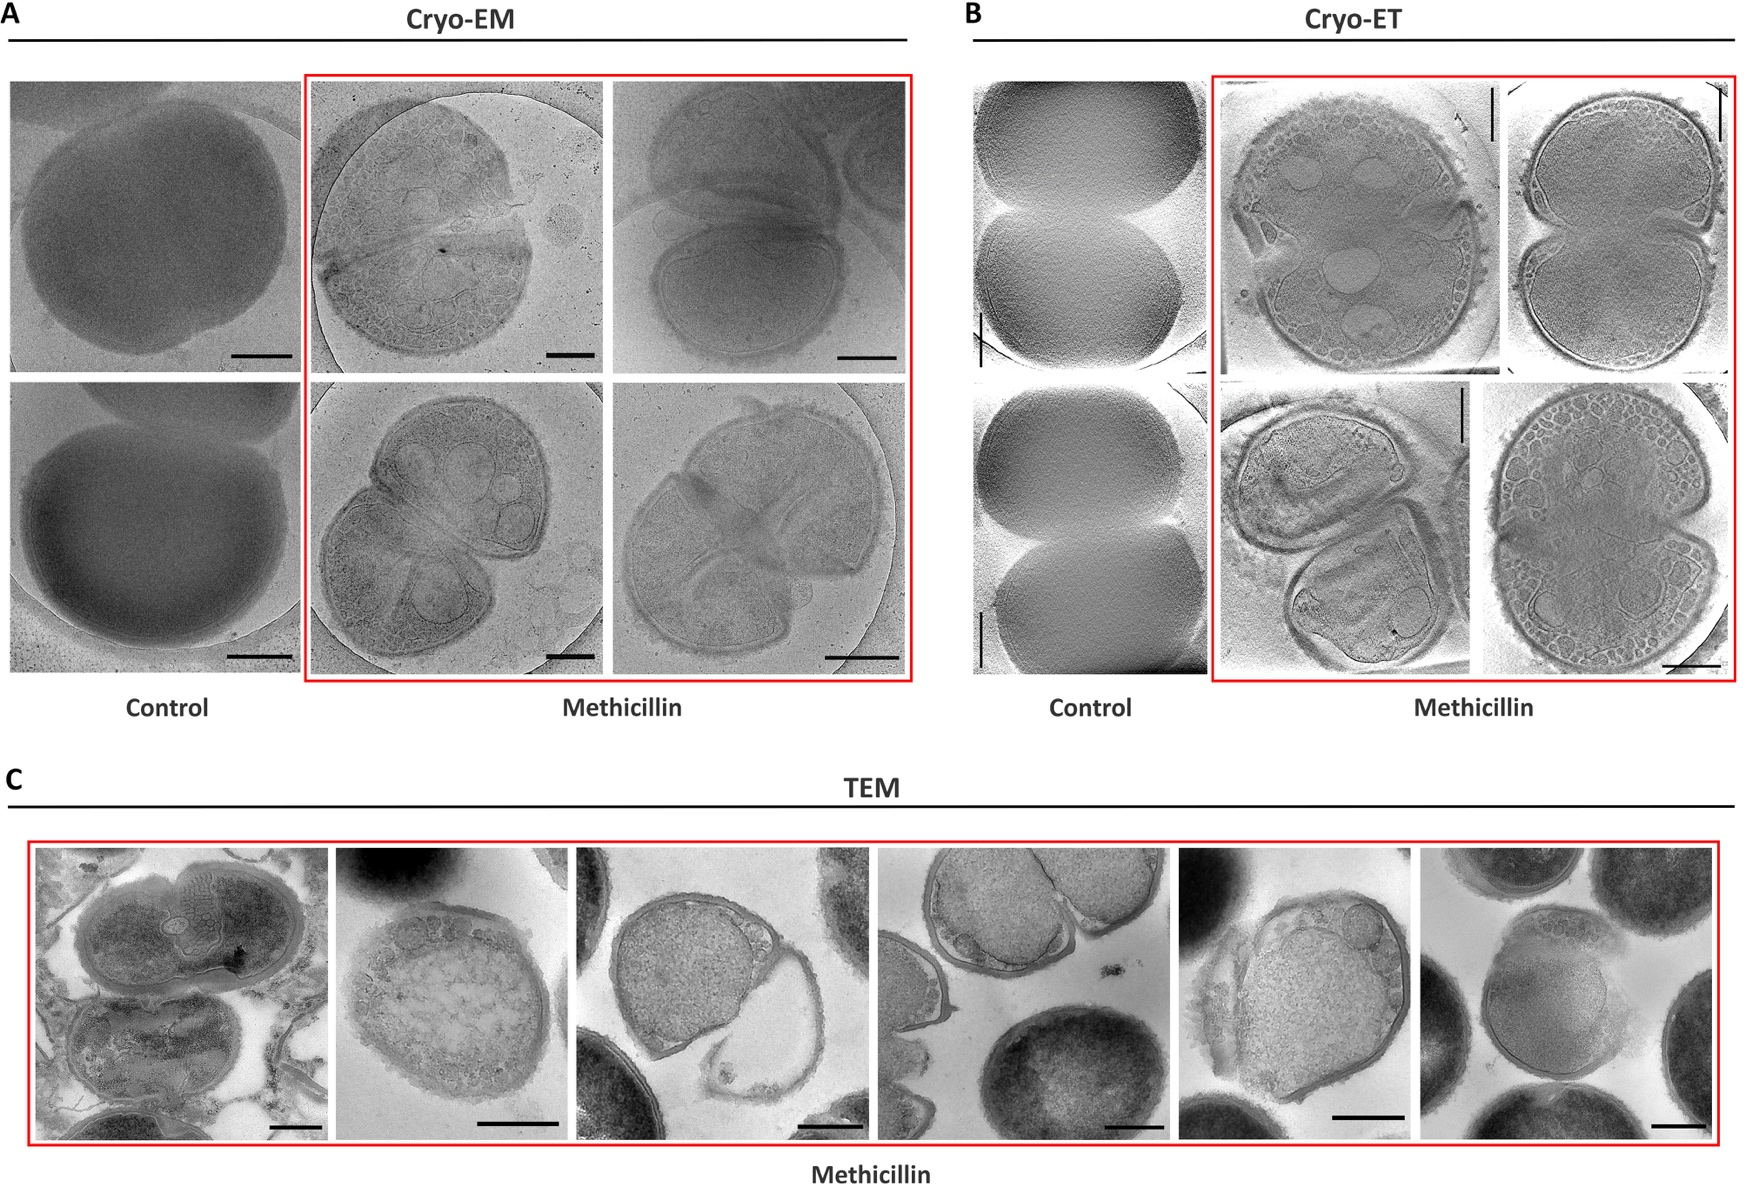 A
Cryo-EM
B
Cryo-ET
Control
Methicillin
Control
Methicillin
C
TEM
Methicillin